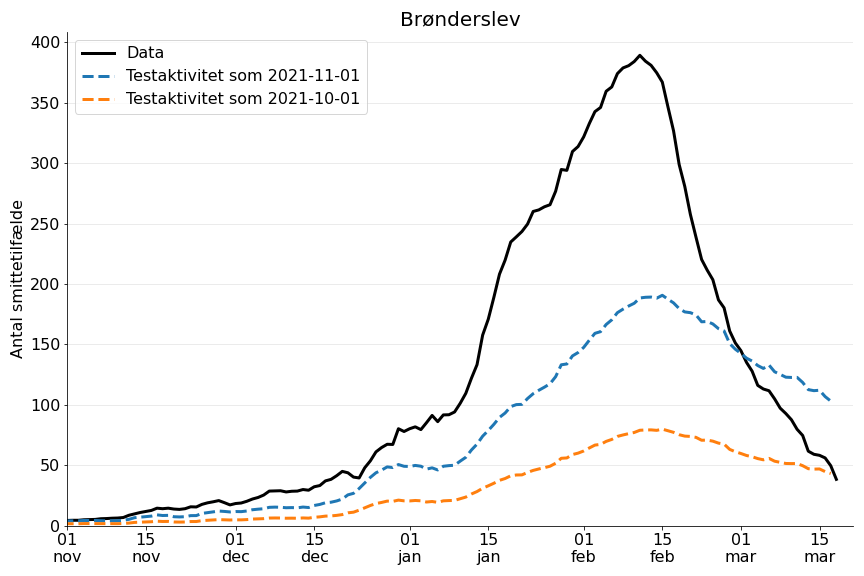 Brønderslev
Data
Testaktivitet som 2021-11-01
Testaktivitet som 2021-10-01
Antal smittetilfælde
400
350
300
250
200
150
100
50
0
01 15 01 15 01 15 01 15 01 15
nov nov dec dec jan jan feb feb mar mar